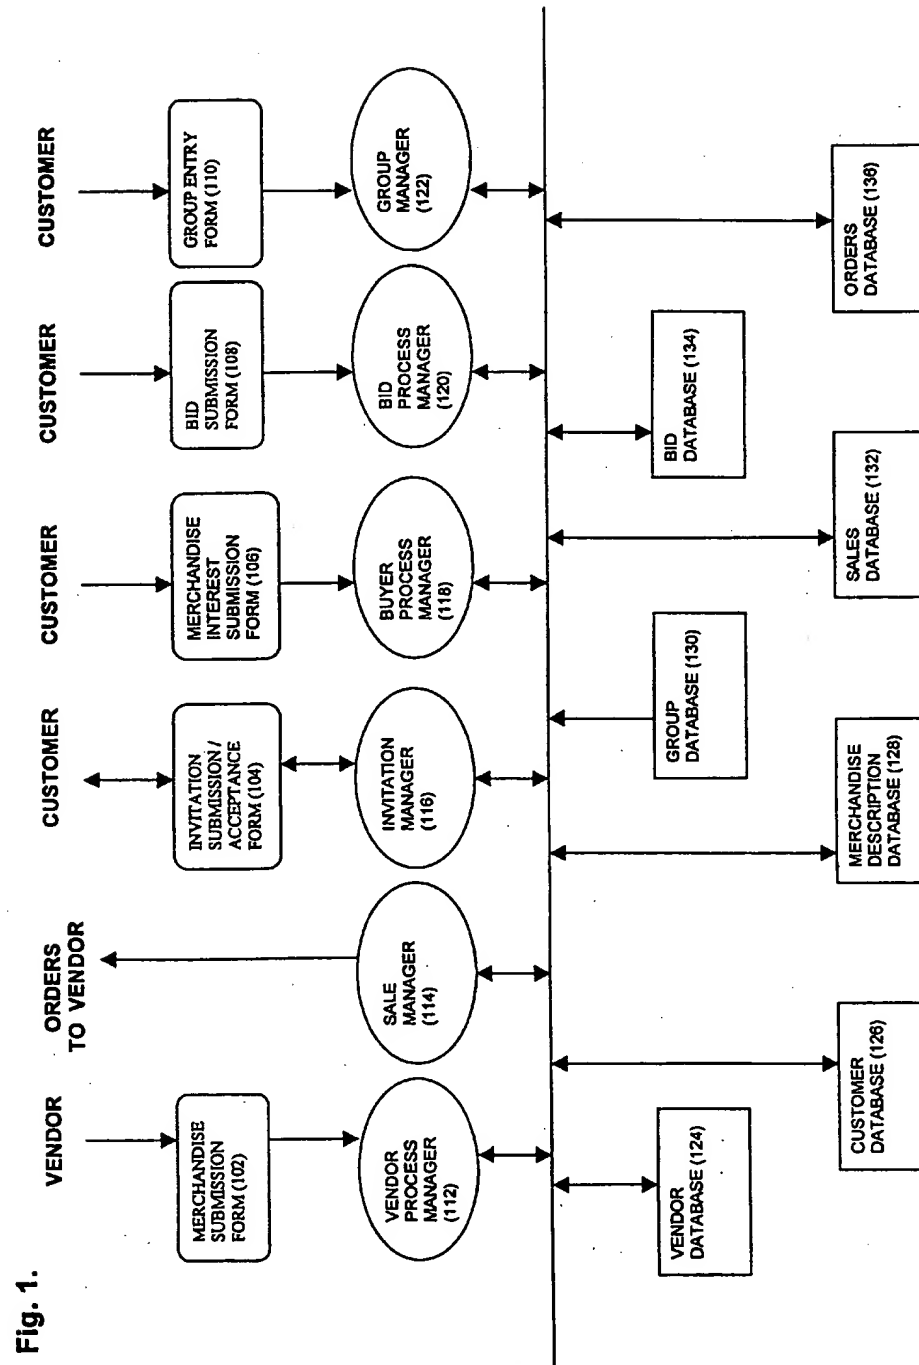 Fig. 1.
VENDOR
ORDERS
TO VENDOR
CUSTOMER
CUSTOMER
CUSTOMER
CUSTOMER
MERCHANDISE
SUBMISSION
FORM (102)
INVITATION
SUBMISSION /
ACCEPTANCE
FORM (104)
MERCHANDISE
INTEREST
SUBMISSION
FORM (106)
BID
SUBMISSION
FORM (108)
GROUP ENTRY
FORM (110)
VENDOR
PROCESS
MANAGER
(112)
SALE
MANAGER
(114)
INVITATION
MANAGER
(116)
BUYER
PROCESS
MANAGER
(118)
BID
PROCESS
MANAGER
(120)
GROUP
MANAGER
(122)
VENDOR
DATABASE (124)
GROUP
DATABASE (130)
BID
DATABASE (134)
CUSTOMER
DATABASE (126)
MERCHANDISE
DESCRIPTION
DATABASE (128)
SALES
DATABASE (132)
ORDERS
DATABASE (136)